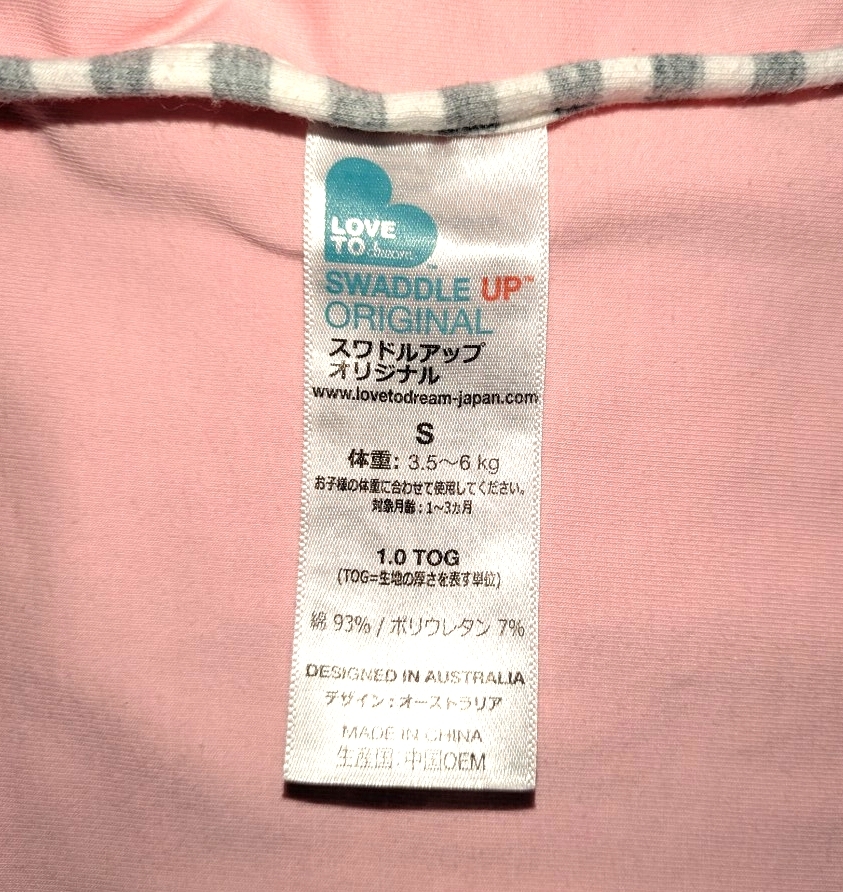 LOVE
TO dream
™
SWADDLE UP™
ORIGINAL
スワドルアップ
オリジナル
www.lovetodream-japan.com
S
体重: 3.5〜6 kg
お子様の体重に合わせて使用してください。
対象月齢：1〜3ヵ月
1.0 TOG
(TOG=生地の厚さを表す単位)
綿 93% / ポリウレタン 7%
DESIGNED IN AUSTRALIA
デザイン：オーストラリア
MADE IN CHINA
生産国：中国OEM